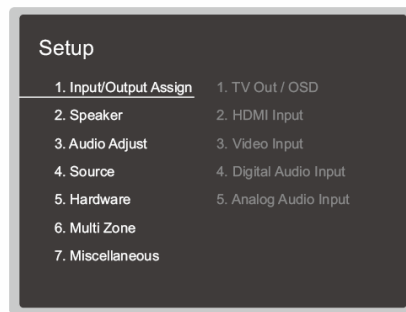 Setup
1. Input/Output Assign
2. Speaker
3. Audio Adjust
4. Source
5. Hardware
6. Multi Zone
7. Miscellaneous
1. TV Out / OSD
2. HDMI Input
3. Video Input
4. Digital Audio Input
5. Analog Audio Input